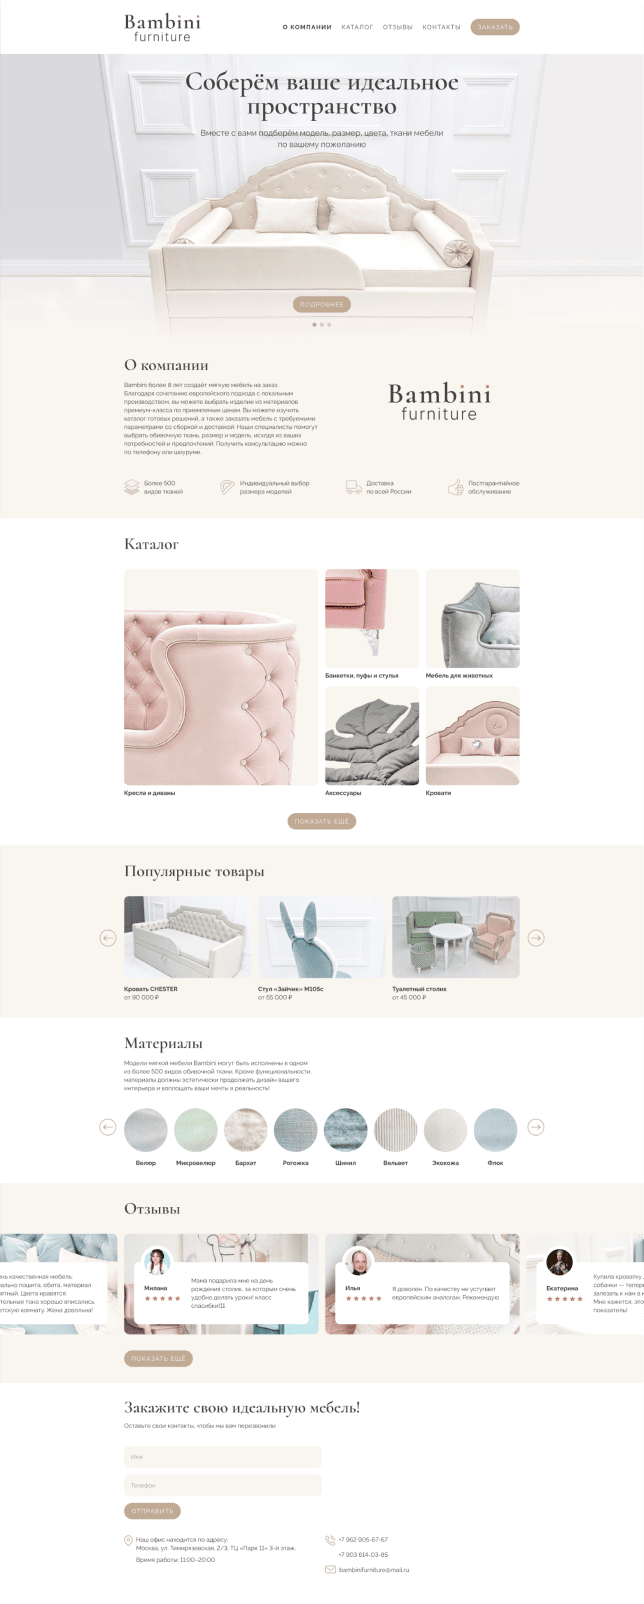 Bambini
furniture
О КОМПАНИИ КАТАЛОГ ОТЗЫВЫ КОНТАКТЫ ЗАКАЗАТЬ
Соберём ваше идеальное
пространство
Вместе с вами подберём модель, размер, цвета, ткани мебели
по вашему пожеланию
ПОДРОБНЕЕ
О компании
Bambini более 8 лет создаёт мягкую мебель на заказ.
Благодаря сочетанию европейского подхода с локальным
производством, вы можете выбрать изделие из материалов
премиум-класса по приемлемым ценам. Вы можете изучить
каталог готовых решений, а также заказать мебель с требуемыми
параметрами со сборкой и доставкой. Наши специалисты помогут
выбрать обивочную ткань, размер и модель, исходя из ваших
потребностей и предпочтений. Получить консультацию можно
по телефону или шоуруме.
Bambini
furniture
Более 500
видов тканей
Индивидуальный выбор
размера моделей
Доставка
по всей России
Постгарантийное
обслуживание
Каталог
Банкетки, пуфы и стулья
Мебель для животных
Кресла и диваны
Аксессуары
Кровати
ПОКАЗАТЬ ЕЩЁ
Популярные товары
Кровать CHESTER
от 90 000 ₽
Стул «Зайчик» М105с
от 65 000 ₽
Туалетный столик
от 45 000 ₽
Материалы
Модели мягкой мебели Bambini могут быть исполнены в одном
из более 500 видов обивочной ткани. Кроме функциональности,
материалы должны эстетически продолжать дизайн вашего
интерьера и воплощать ваши мечты в реальность!
Велюр Микровелюр Бархат Рогожка Шинил Вельвет Экокожа Флок
Отзывы
нь качественная мебель:
ально пошита, обита, материал
ятный. Цвета нравятся:
тельные тона хорошо вписались
етскую комнату. Жена довольна!
Милана
Мама подарила мне на день
рождения столик, за которым очень
удобно делать уроки! класс
спасибки!11
Илья
Я доволен. По качеству не уступает
европейским аналогам. Рекомендую
Екатерина
Купила кроватку
собачки — тепер
залезать к нам в
Мне кажется, это
показатель!
ПОКАЗАТЬ ЕЩЁ
Закажите свою идеальную мебель!
Оставьте свои контакты, чтобы мы вам перезвонили
Имя
Телефон
ОТПРАВИТЬ
Наш офис находится по адресу:
Москва, ул. Тимирязевская, 2/3, ТЦ «Парк 11» 3-й этаж.
Время работы: 11:00–20:00
+7 962 905-67-67
+7 903 614-03-85
bambinifurniture@mail.ru